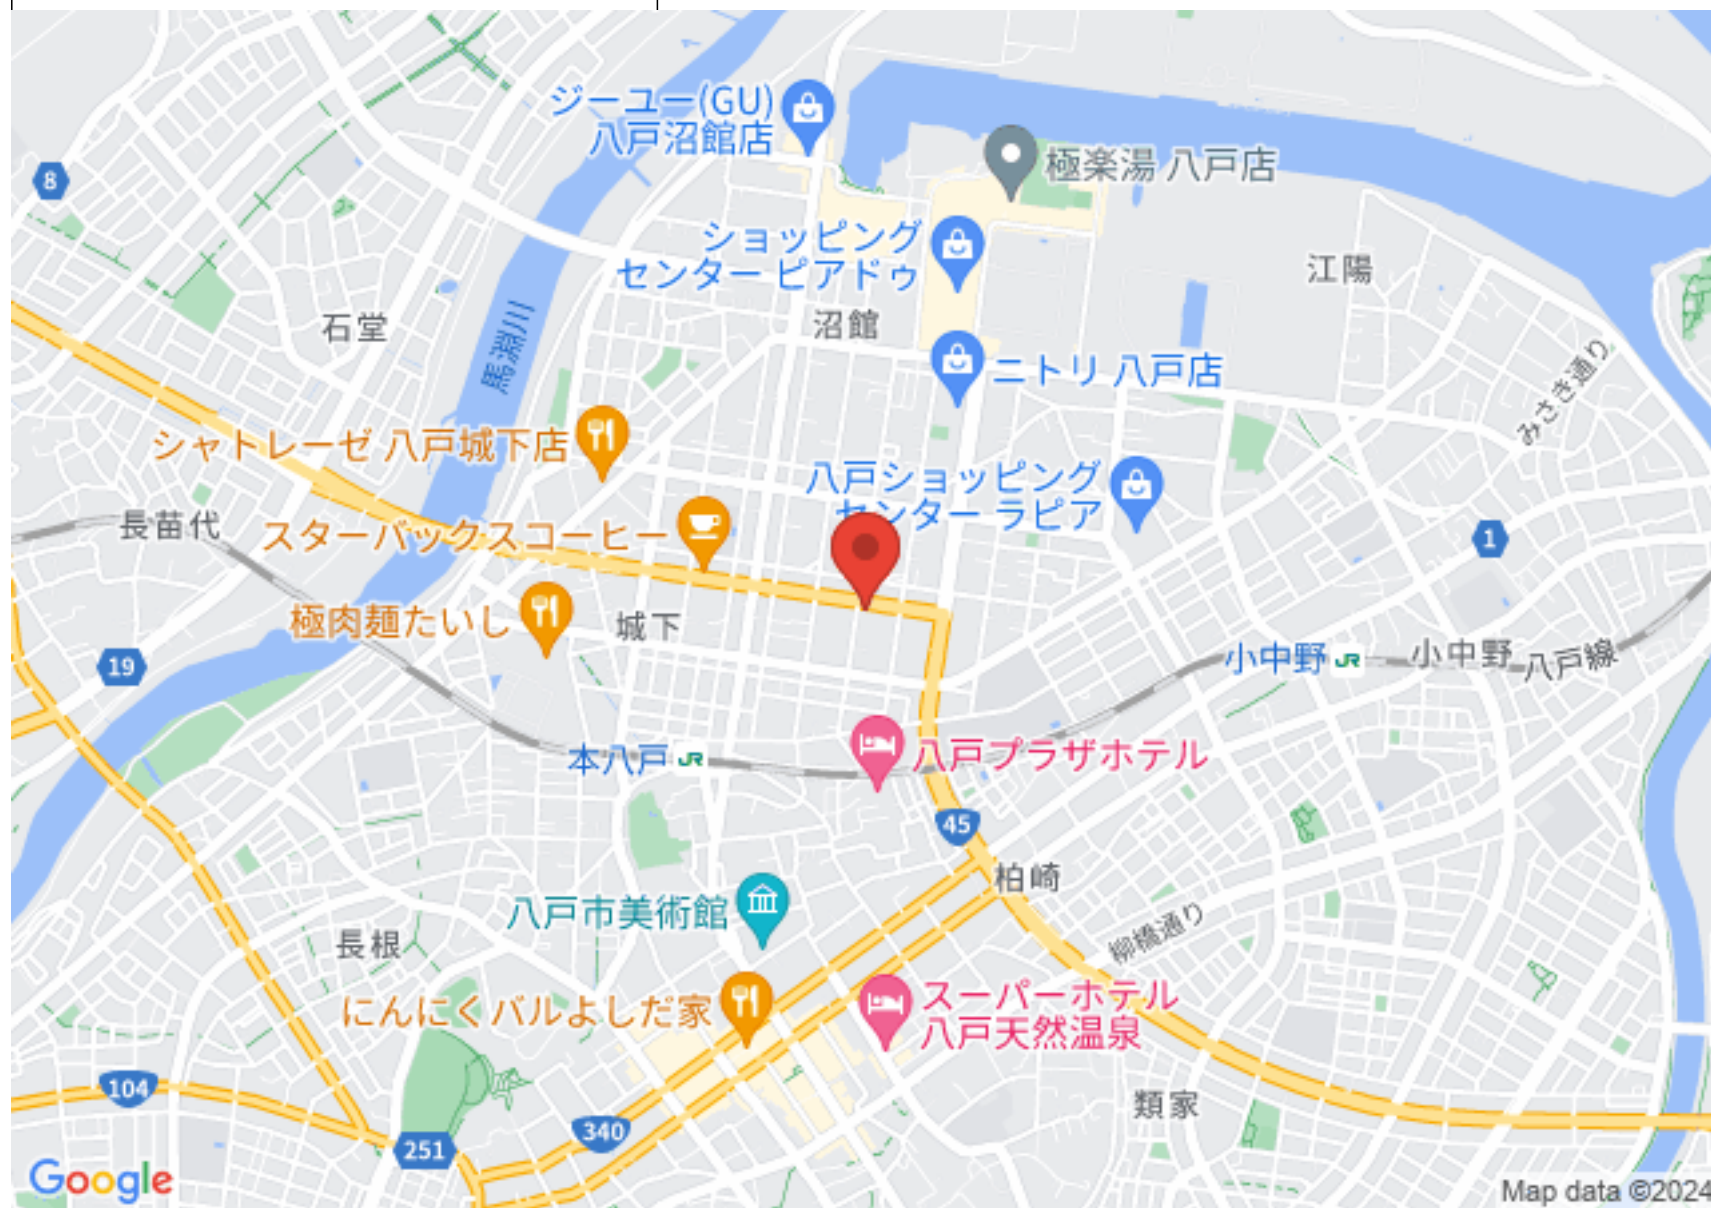 ジーユー(GU)
八戸沼館店
極楽湯 八戸店
8
ショッピング
センター ピアドゥ
江陽
石堂
馬淵川
沼館
ニトリ 八戸店
みさき通り
シャトレーゼ 八戸城下店
八戸ショッピング
センター ラピア
長苗代
スターバックスコーヒー
1
極肉麺たいし
城下
19
小中野
小中野
八戸線
本八戸
八戸プラザホテル
45
柏崎
八戸市美術館
長根
柳橋通り
にんにくバルよしだ家
スーパーホテル
八戸天然温泉
104
類家
340
251
Google
Map data ©2024